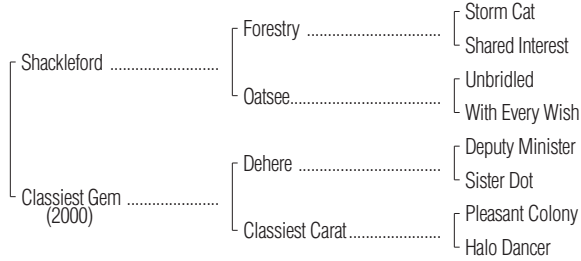 Storm Cat
Forestry ........................................
Shared Interest
Shackleford ................................
Unbridled
Oatsee............................................
With Every Wish
Deputy Minister
Dehere ..........................................
Sister Dot
Classiest Gem ...........................
(2000)
Pleasant Colony
Classiest Carat...........................
Halo Dancer